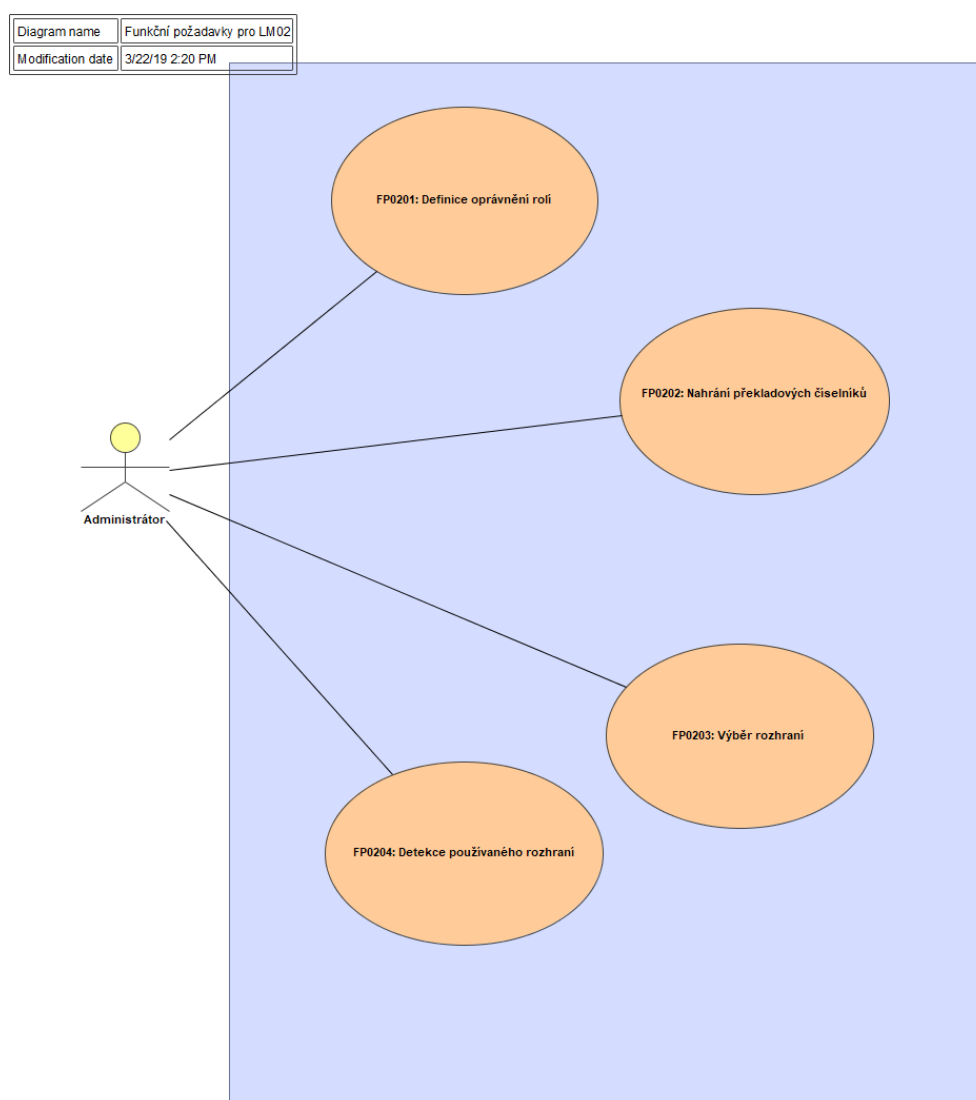 Diagram name Funkční požadavky pro LM02
Modification date 3/22/19 2:20 PM
FP0201: Definice oprávnění rolí
FP0202: Nahrání překladových číselníků
Administrátor
FP0203: Výběr rozhraní
FP0204: Detekce používaného rozhraní